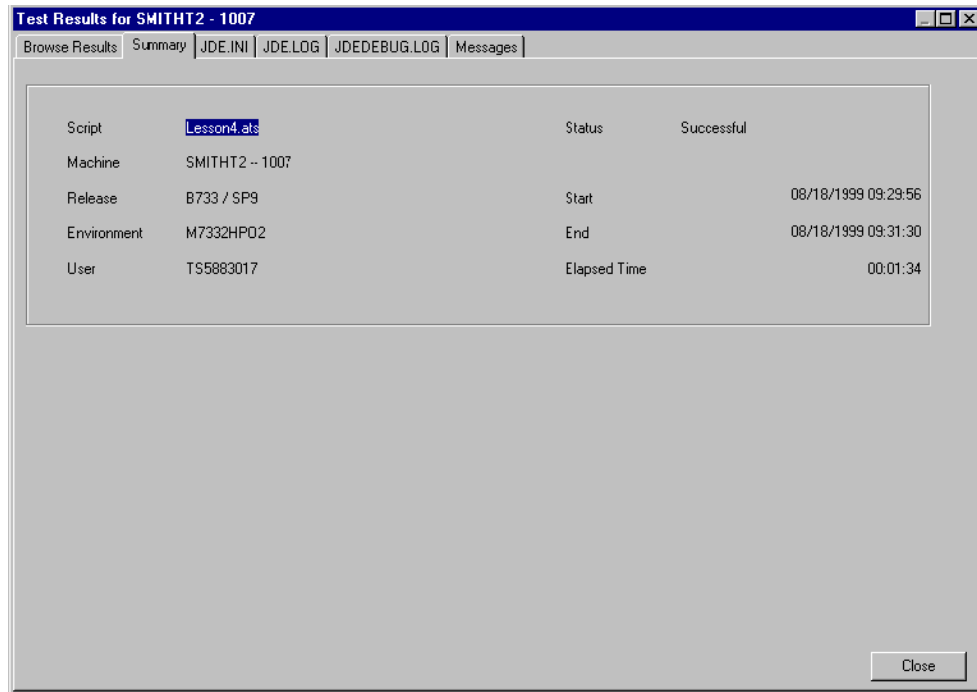 Test Results for SMITHT2 - 1007
Browse Results Summary JDE.INI JDE.LOG JDEDEBUG.LOG Messages
Script Lesson4.ats Status Successful
Machine SMITHT2 -- 1007
Release B733 / SP9 Start 08/18/1999 09:29:56
Environment M7332HPO2 End 08/18/1999 09:31:30
User TS5883017 Elapsed Time 00:01:34
Close